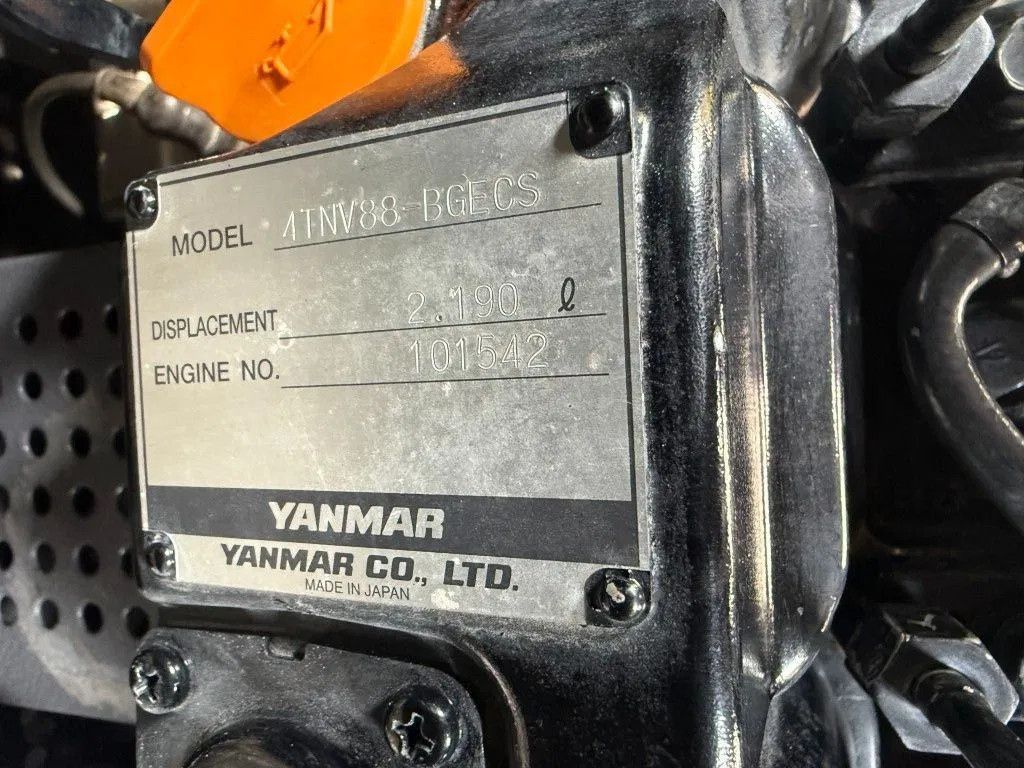 MODEL 4TNV88-BGECS
DISPLACEMENT 2.190 ℓ
ENGINE NO. 101542
YANMAR
YANMAR CO., LTD.
MADE IN JAPAN